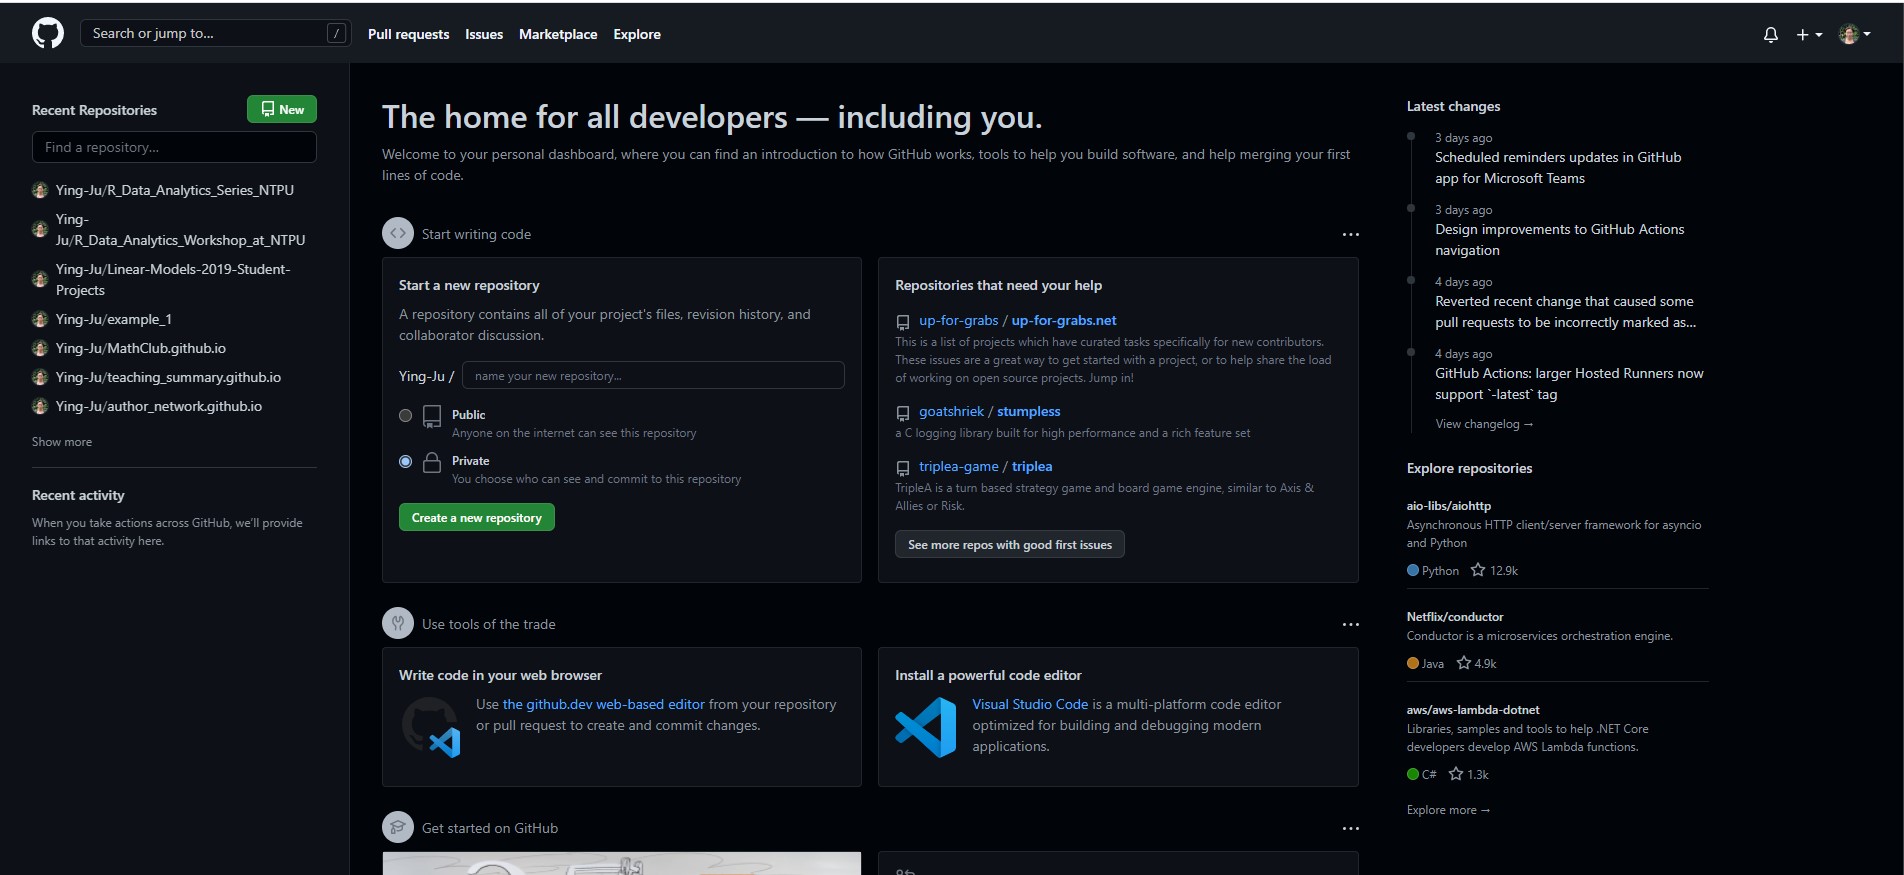 Search or jump to...
/
Pull requests
Issues
Marketplace
Explore
Recent Repositories
New
Find a repository...
Ying-Ju/R_Data_Analytics_Series_NTPU
Ying-
Ju/R_Data_Analytics_Workshop_at_NTPU
Ying-Ju/Linear-Models-2019-Student-
Projects
Ying-Ju/example_1
Ying-Ju/MathClub.github.io
Ying-Ju/teaching_summary.github.io
Ying-Ju/author_network.github.io
Show more
Recent activity
When you take actions across GitHub, we'll provide
links to that activity here.
The home for all developers — including you.
Welcome to your personal dashboard, where you can find an introduction to how GitHub works, tools to help you build software, and help merging your first
lines of code.
Start writing code
Start a new repository
A repository contains all of your project's files, revision history, and
collaborator discussion.
Ying-Ju /
name your new repository...
Public
Anyone on the internet can see this repository
Private
You choose who can see and commit to this repository
Create a new repository
Repositories that need your help
up-for-grabs / up-for-grabs.net
This is a list of projects which have curated tasks specifically for new contributors.
These issues are a great way to get started with a project, or to help share the load
of working on open source projects. Jump in!
goatshriek / stumpless
a C logging library built for high performance and a rich feature set
triplea-game / triplea
TripleA is a turn based strategy game and board game engine, similar to Axis &
Allies or Risk.
See more repos with good first issues
Use tools of the trade
Write code in your web browser
Use the github.dev web-based editor from your repository
or pull request to create and commit changes.
Install a powerful code editor
Visual Studio Code is a multi-platform code editor
optimized for building and debugging modern
applications.
Get started on GitHub
Latest changes
3 days ago
Scheduled reminders updates in GitHub
app for Microsoft Teams
3 days ago
Design improvements to GitHub Actions
navigation
4 days ago
Reverted recent change that caused some
pull requests to be incorrectly marked as...
4 days ago
GitHub Actions: larger Hosted Runners now
support `-latest` tag
View changelog →
Explore repositories
aio-libs/aiohttp
Asynchronous HTTP client/server framework for asyncio
and Python
Python 12.9k
Netflix/conductor
Conductor is a microservices orchestration engine.
Java 4.9k
aws/aws-lambda-dotnet
Libraries, samples and tools to help .NET Core
developers develop AWS Lambda functions.
C# 1.3k
Explore more →